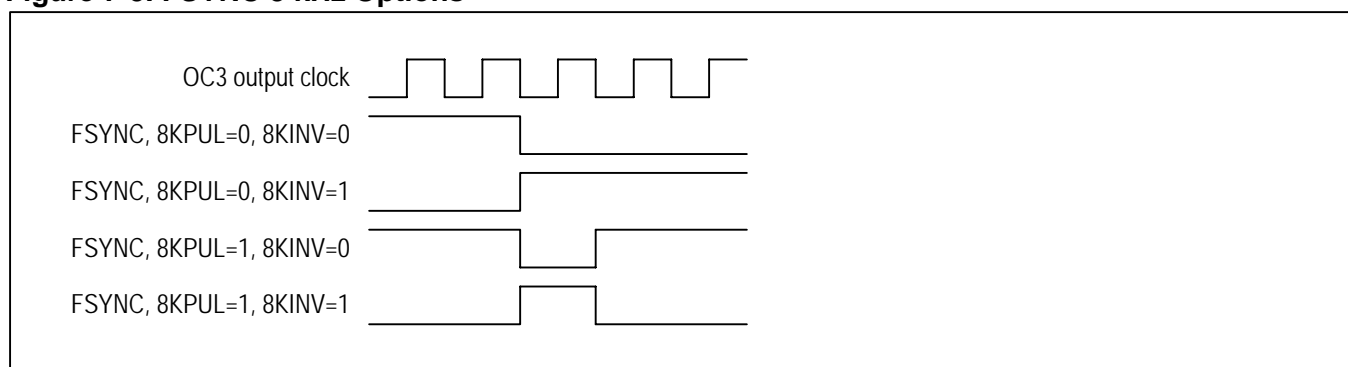 OC3 output clock
FSYNC, 8KPUL=0, 8KINV=0
FSYNC, 8KPUL=0, 8KINV=1
FSYNC, 8KPUL=1, 8KINV=0
FSYNC, 8KPUL=1, 8KINV=1